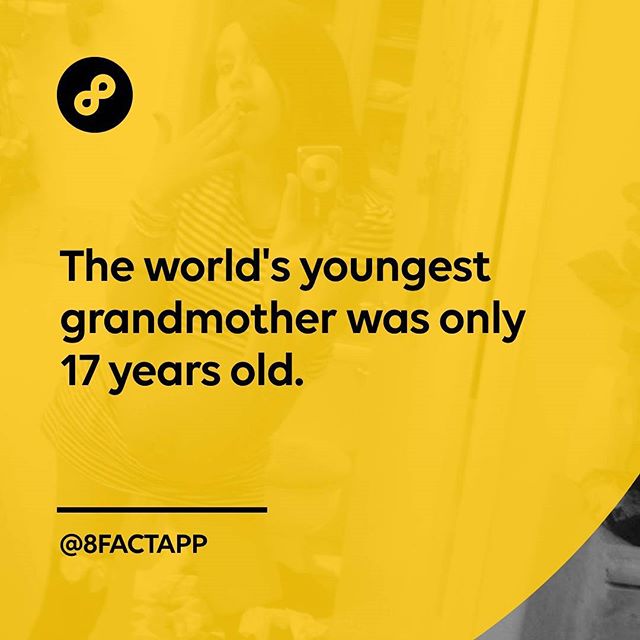 The world's youngest
grandmother was only
17 years old.
@8FACTAPP